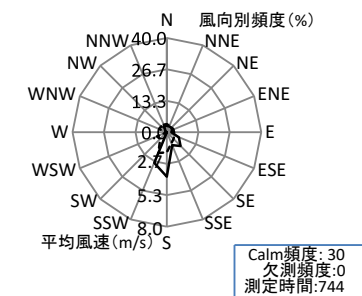 N 風向別頻度(%)
40.0
NNW NNE
26.7
NW NE
WNW 13.3 ENE
W 0.0 E
WSW 2.7 ESE
SW 5.3 SE
SSW 8.0 SSE
平均風速(m/s) S
Calm頻度: 30
欠測頻度:0
測定時間:744